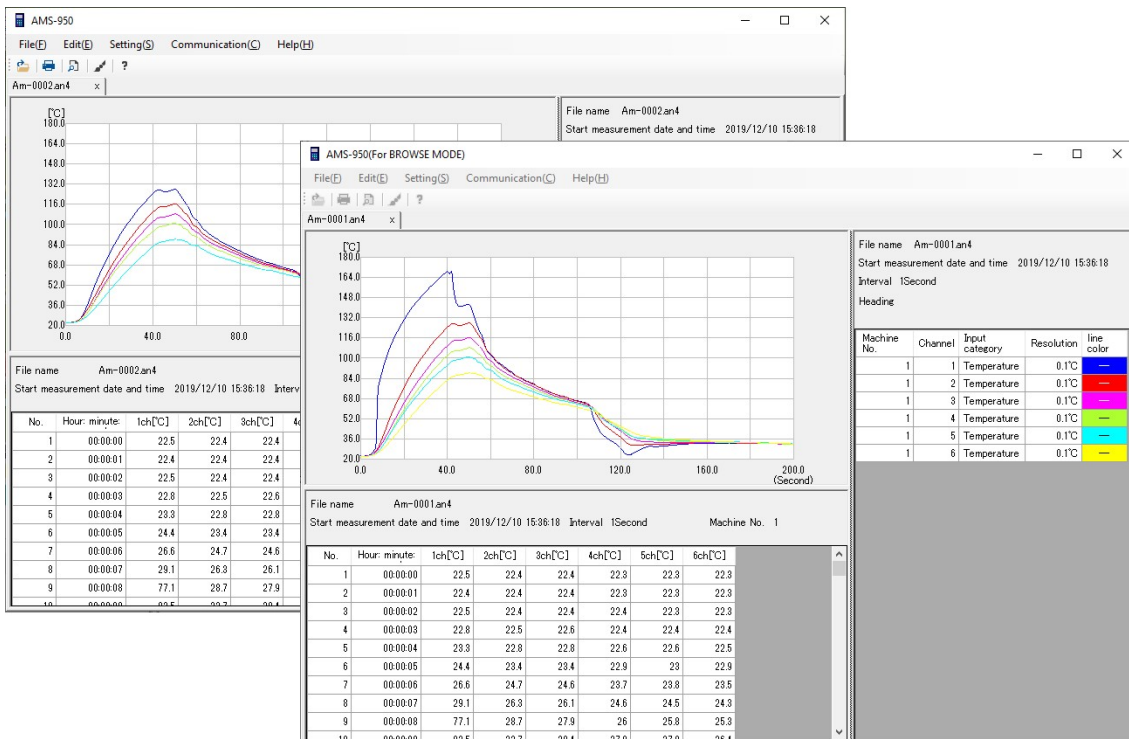 AMS-950
File(F) Edit(E) Setting(S) Communication(C) Help(H)
?
Am-0002.an4 x
[℃]
180.0
164.0
148.0
132.0
116.0
100.0
84.0
68.0
52.0
36.0
20.0
0.0 40.0 80.0
File name Am-0002.an4
Start measurement date and time 2019/12/10 15:36:18
File name Am-0002.an4
Start measurement date and time 2019/12/10 15:36:18 Interv
No. Hour: minute: 1ch[℃] 2ch[℃] 3ch[℃]
1 00:00:00 22.5 22.4 22.4
2 00:00:01 22.4 22.4 22.4
3 00:00:02 22.5 22.4 22.4
4 00:00:03 22.8 22.5 22.6
5 00:00:04 23.3 22.8 22.8
6 00:00:05 24.4 23.4 23.4
7 00:00:06 26.6 24.7 24.6
8 00:00:07 29.1 26.3 26.1
9 00:00:08 77.1 28.7 27.9
AMS-950(For BROWSE MODE)
File(F) Edit(E) Setting(S) Communication(C) Help(H)
?
Am-0001.an4 x
[℃]
180.0
164.0
148.0
132.0
116.0
100.0
84.0
68.0
52.0
36.0
20.0
0.0 40.0 80.0 120.0 160.0 200.0
(Second)
File name Am-0001.an4
Start measurement date and time 2019/12/10 15:36:18
Interval 1Second
Heading
Machine No. Channel Input category Resolution line color
1 1 Temperature 0.1℃ —
1 2 Temperature 0.1℃ —
1 3 Temperature 0.1℃ —
1 4 Temperature 0.1℃ —
1 5 Temperature 0.1℃ —
1 6 Temperature 0.1℃ —
File name Am-0001.an4
Start measurement date and time 2019/12/10 15:36:18 Interval 1Second Machine No. 1
No. Hour: minute: 1ch[℃] 2ch[℃] 3ch[℃] 4ch[℃] 5ch[℃] 6ch[℃]
1 00:00:00 22.5 22.4 22.4 22.3 22.3 22.3
2 00:00:01 22.4 22.4 22.4 22.3 22.3 22.3
3 00:00:02 22.5 22.4 22.4 22.4 22.3 22.3
4 00:00:03 22.8 22.5 22.6 22.4 22.4 22.4
5 00:00:04 23.3 22.8 22.8 22.6 22.6 22.5
6 00:00:05 24.4 23.4 23.4 22.9 23 22.9
7 00:00:06 26.6 24.7 24.6 23.7 23.8 23.5
8 00:00:07 29.1 26.3 26.1 24.6 24.5 24.3
9 00:00:08 77.1 28.7 27.9 26 25.8 25.3